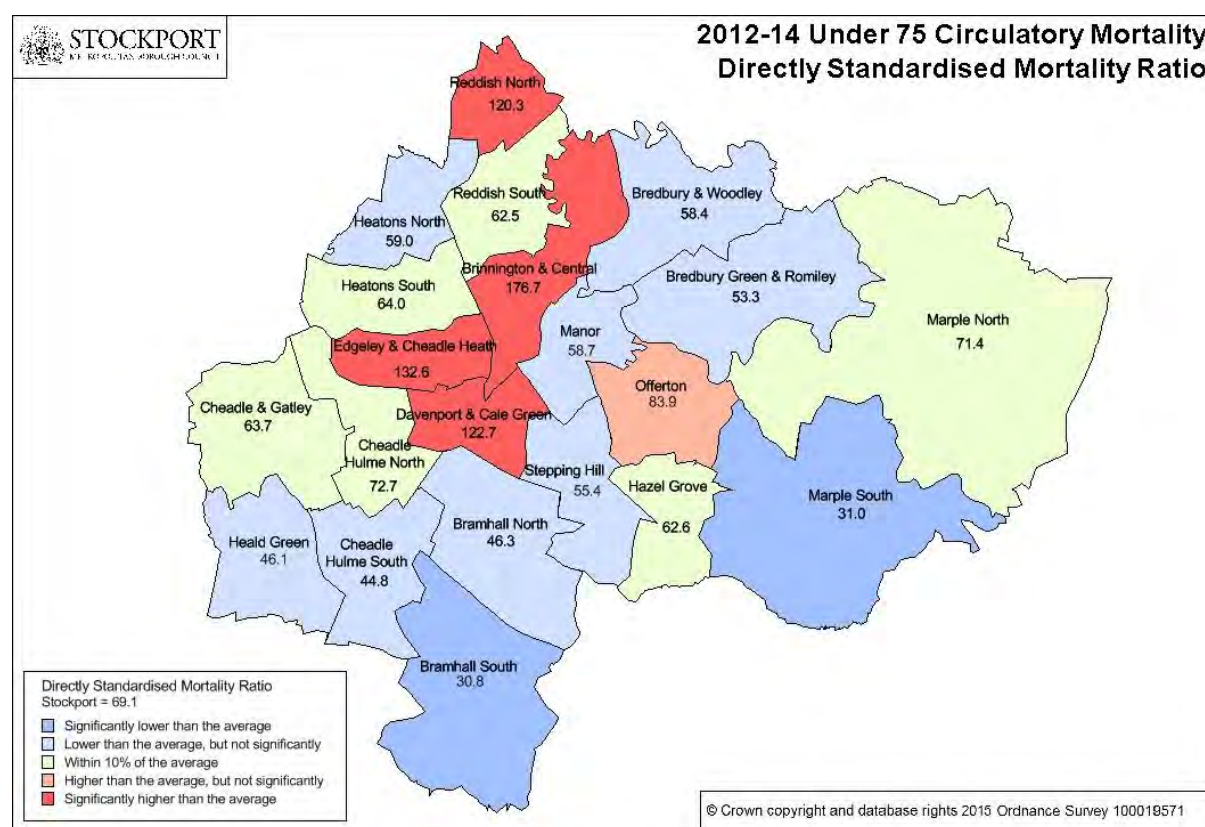 STOCKPORT
METROPOLITAN BOROUGH COUNCIL
2012-14 Under 75 Circulatory Mortality
Directly Standardised Mortality Ratio
Reddish North
120.3
Reddish South
62.5
Bredbury & Woodley
58.4
Heatons North
59.0
Brinnington & Central
176.7
Bredbury Green & Romiley
53.3
Heatons South
64.0
Marple North
71.4
Manor
58.7
Edgeley & Cheadle Heath
132.6
Offerton
83.9
Cheadle & Gatley
63.7
Davenport & Cale Green
122.7
Cheadle
Hulme North
72.7
Stepping Hill
55.4
Hazel Grove
62.6
Marple South
31.0
Bramhall North
46.3
Heald Green
46.1
Cheadle
Hulme South
44.8
Bramhall South
30.8
Directly Standardised Mortality Ratio
Stockport = 69.1
Significantly lower than the average
Lower than the average, but not significantly
Within 10% of the average
Higher than the average, but not significantly
Significantly higher than the average
© Crown copyright and database rights 2015 Ordnance Survey 100019571